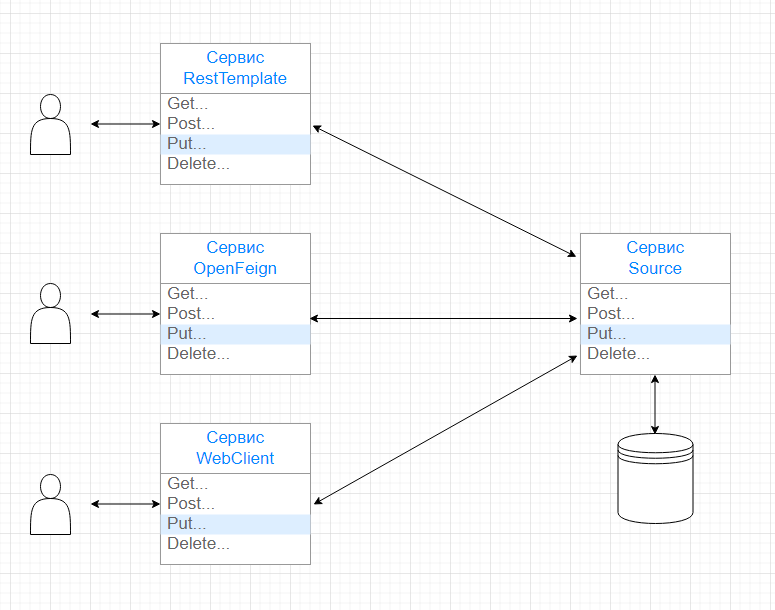 Сервис
RestTemplate
Get...
Post...
Put...
Delete...
Сервис
OpenFeign
Get...
Post...
Put...
Delete...
Сервис
WebClient
Get...
Post...
Put...
Delete...
Сервис
Source
Get...
Post...
Put...
Delete...